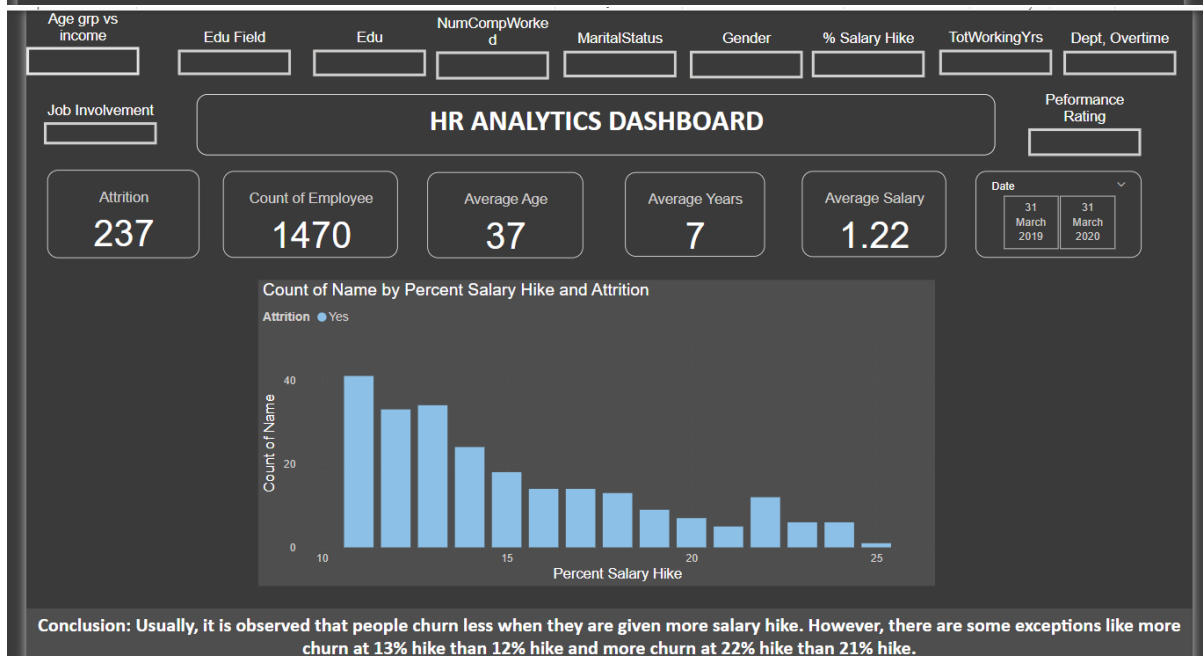 Age grp vs
income
Edu Field
Edu
NumCompWorke
d
MaritalStatus
Gender
% Salary Hike
TotWorkingYrs
Dept, Overtime
Job Involvement
HR ANALYTICS DASHBOARD
Peformance
Rating
Attrition
237
Count of Employee
1470
Average Age
37
Average Years
7
Average Salary
1.22
Date
31
March
2019
31
March
2020
Count of Name by Percent Salary Hike and Attrition
Attrition Yes
Count of Name
40
20
0
10
15
20
25
Percent Salary Hike
Conclusion: Usually, it is observed that people churn less when they are given more salary hike. However, there are some exceptions like more
churn at 13% hike than 12% hike and more churn at 22% hike than 21% hike.